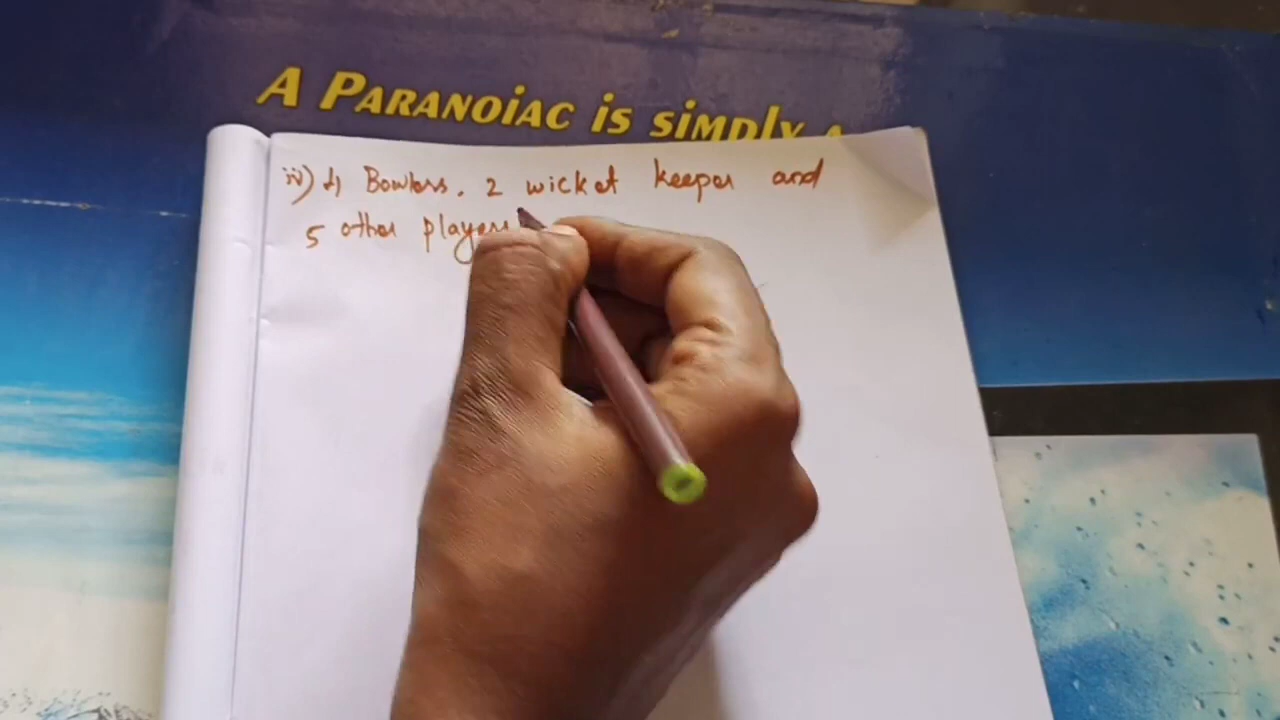 A PARANOiAC iS SiMPLY
iv) 4 Bowlers, 2 wicket keeper and
5 other players